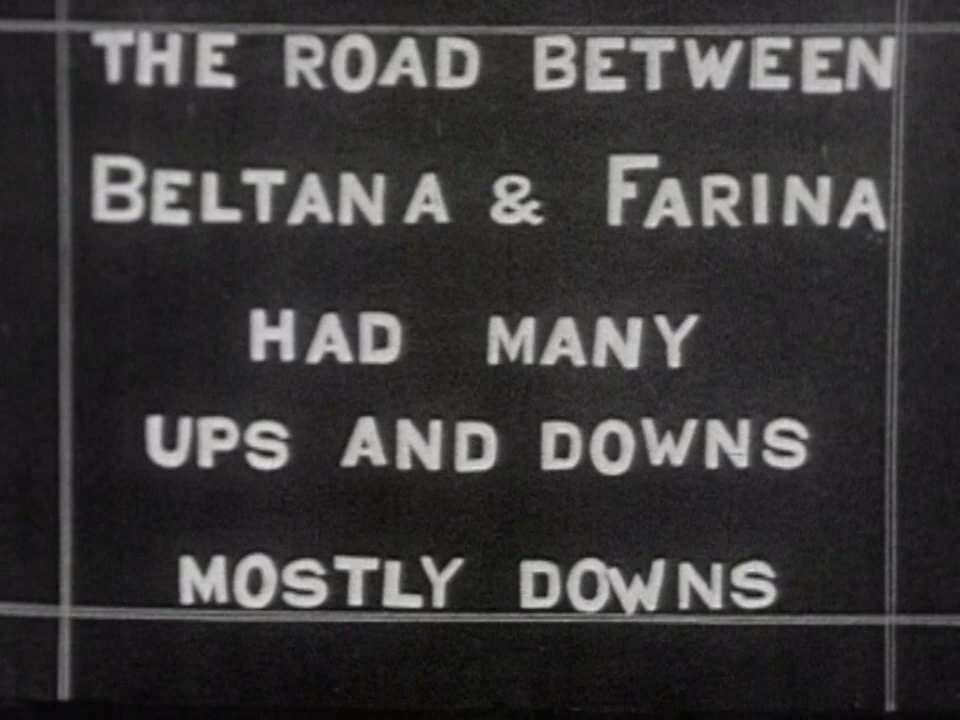 THE ROAD BETWEEN
BELTANA & FARINA
HAD MANY
UPS AND DOWNS
MOSTLY DOWNS